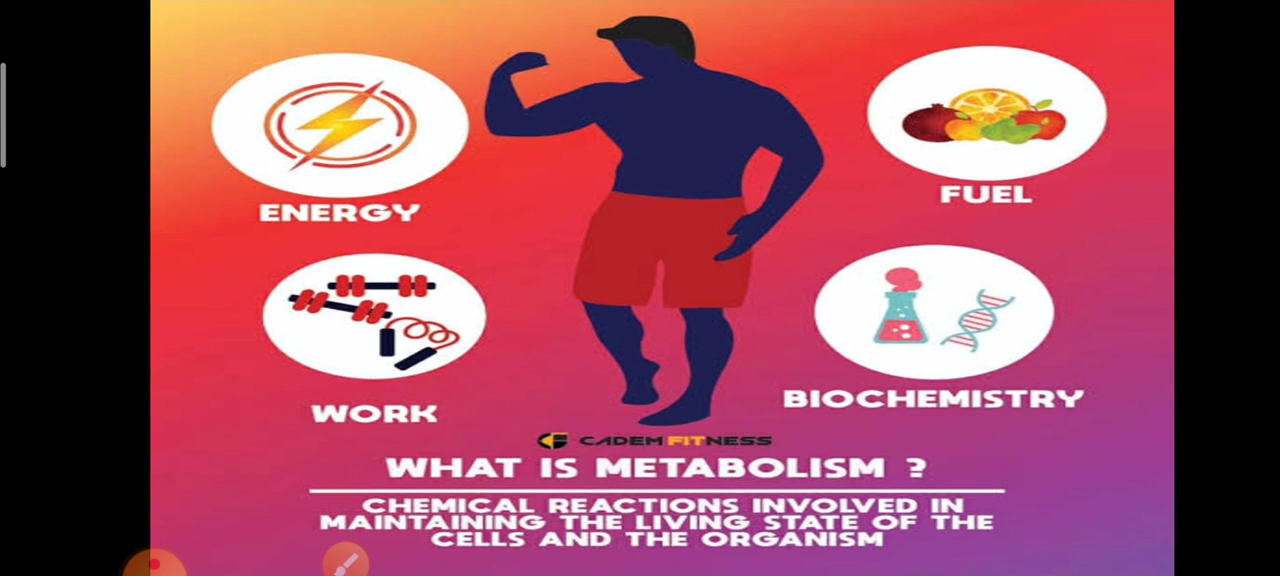 ENERGY
FUEL
WORK
BIOCHEMISTRY
CADEM FITNESS
WHAT IS METABOLISM ?
CHEMICAL REACTIONS INVOLVED IN
MAINTAINING THE LIVING STATE OF THE
CELLS AND THE ORGANISM